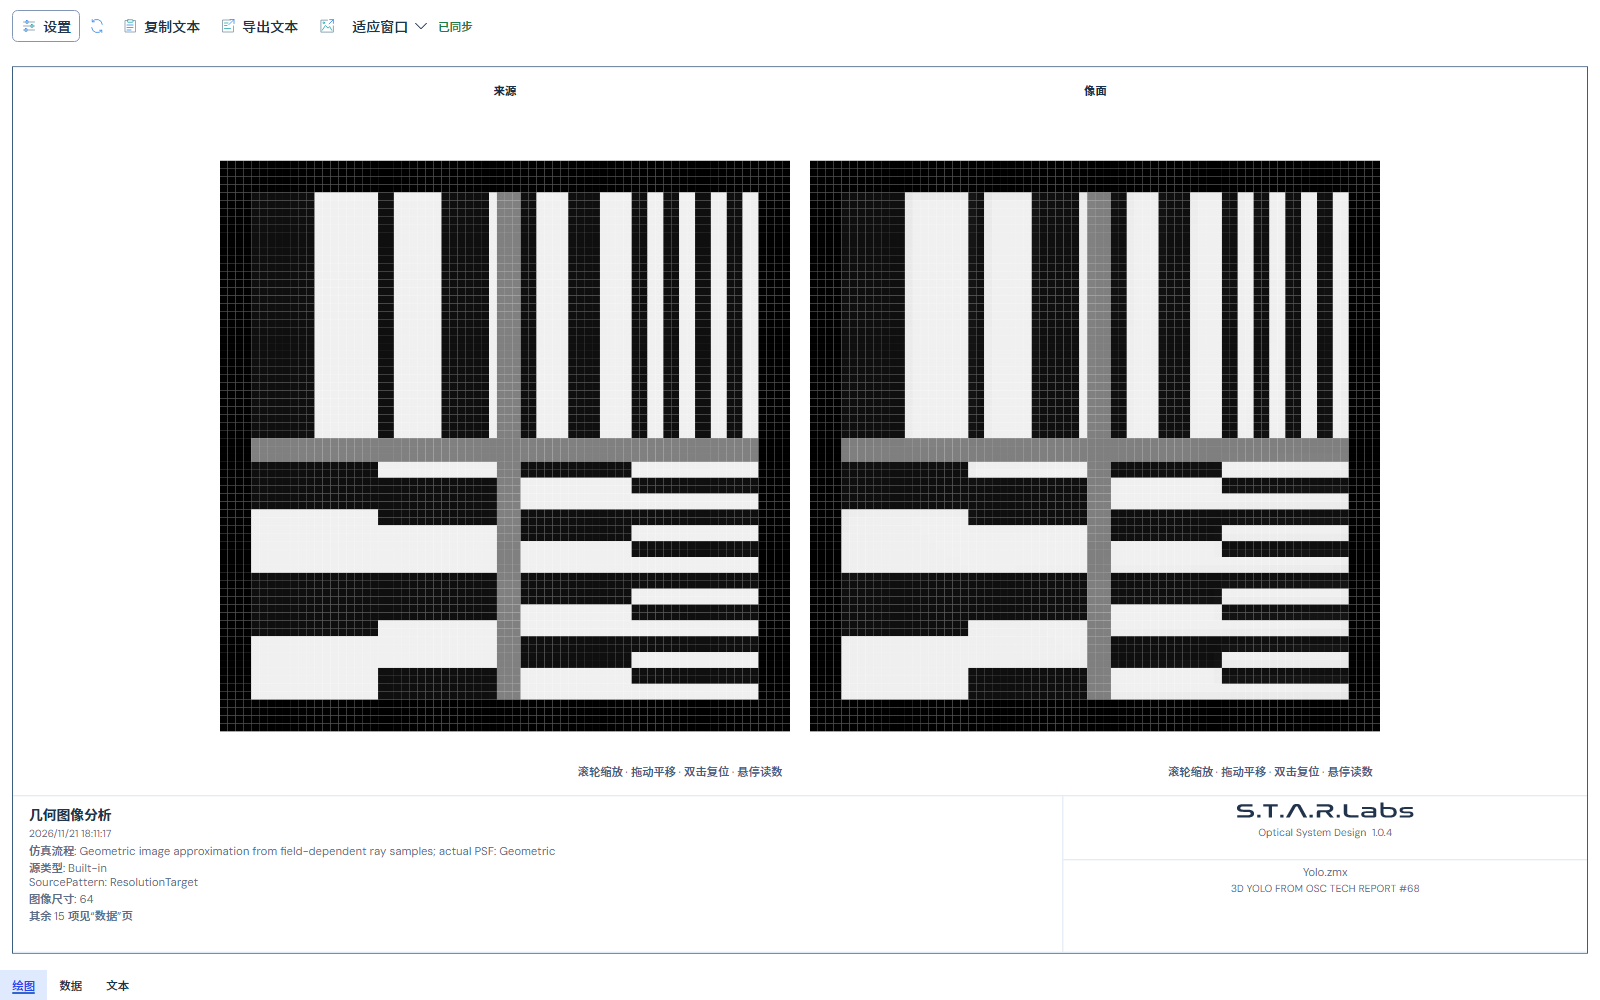 设置 复制文本 导出文本 适应窗口 已同步
来源 像面
滚轮缩放 · 拖动平移 · 双击复位 · 悬停读数 滚轮缩放 · 拖动平移 · 双击复位 · 悬停读数
几何图像分析
2026/11/21 18:11:17
仿真流程: Geometric image approximation from field-dependent ray samples; actual PSF: Geometric
源类型: Built-in
SourcePattern: ResolutionTarget
图像尺寸: 64
其余 15 项见“数据”页
S.T.A.R.Labs
Optical System Design 1.0.4
Yolo.zmx
3D YOLO FROM OSC TECH REPORT #68
绘图 数据 文本